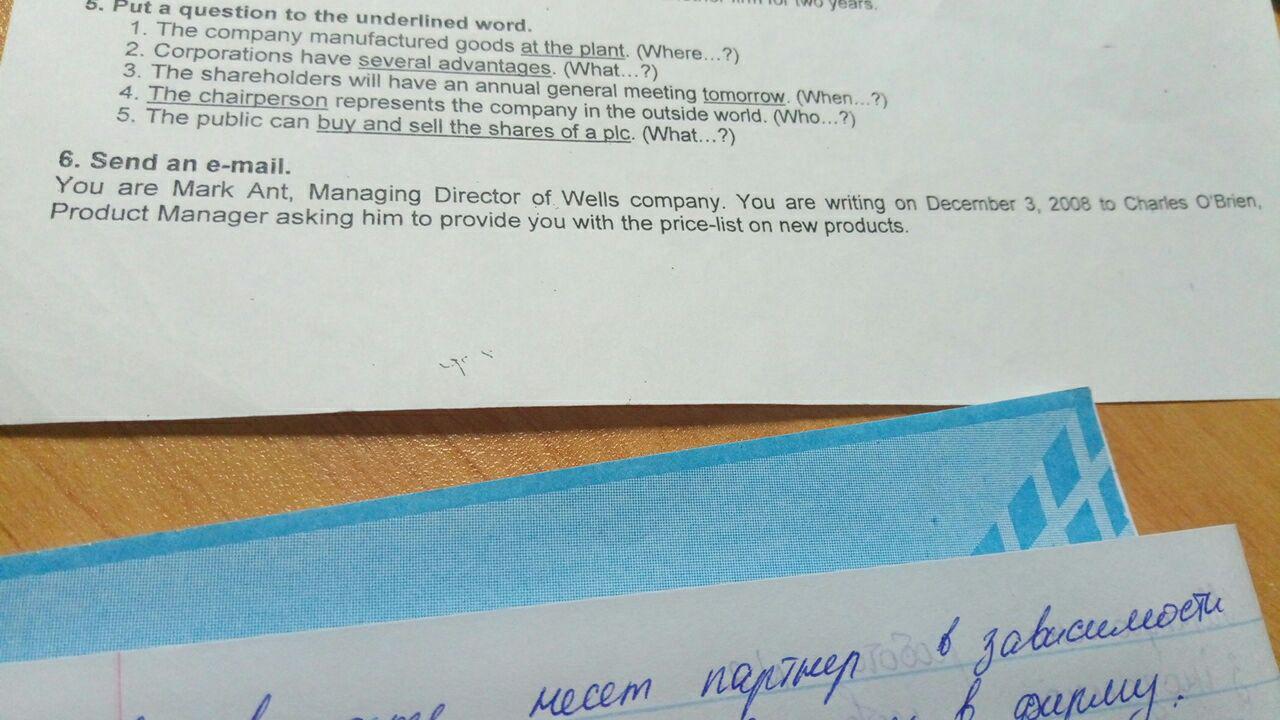 firm for two years.
5. Put a question to the underlined word.
1. The company manufactured goods at the plant. (Where...?)
2. Corporations have several advantages. (What...?)
3. The shareholders will have an annual general meeting tomorrow. (When...?)
4. The chairperson represents the company in the outside world. (Who...?)
5. The public can buy and sell the shares of a plc. (What...?)
6. Send an e-mail.
You are Mark Ant, Managing Director of Wells company. You are writing on December 3, 2008 to Charles O'Brien,
Product Manager asking him to provide you with the price-list on new products.
несет партнер в зависимости
в фирму.